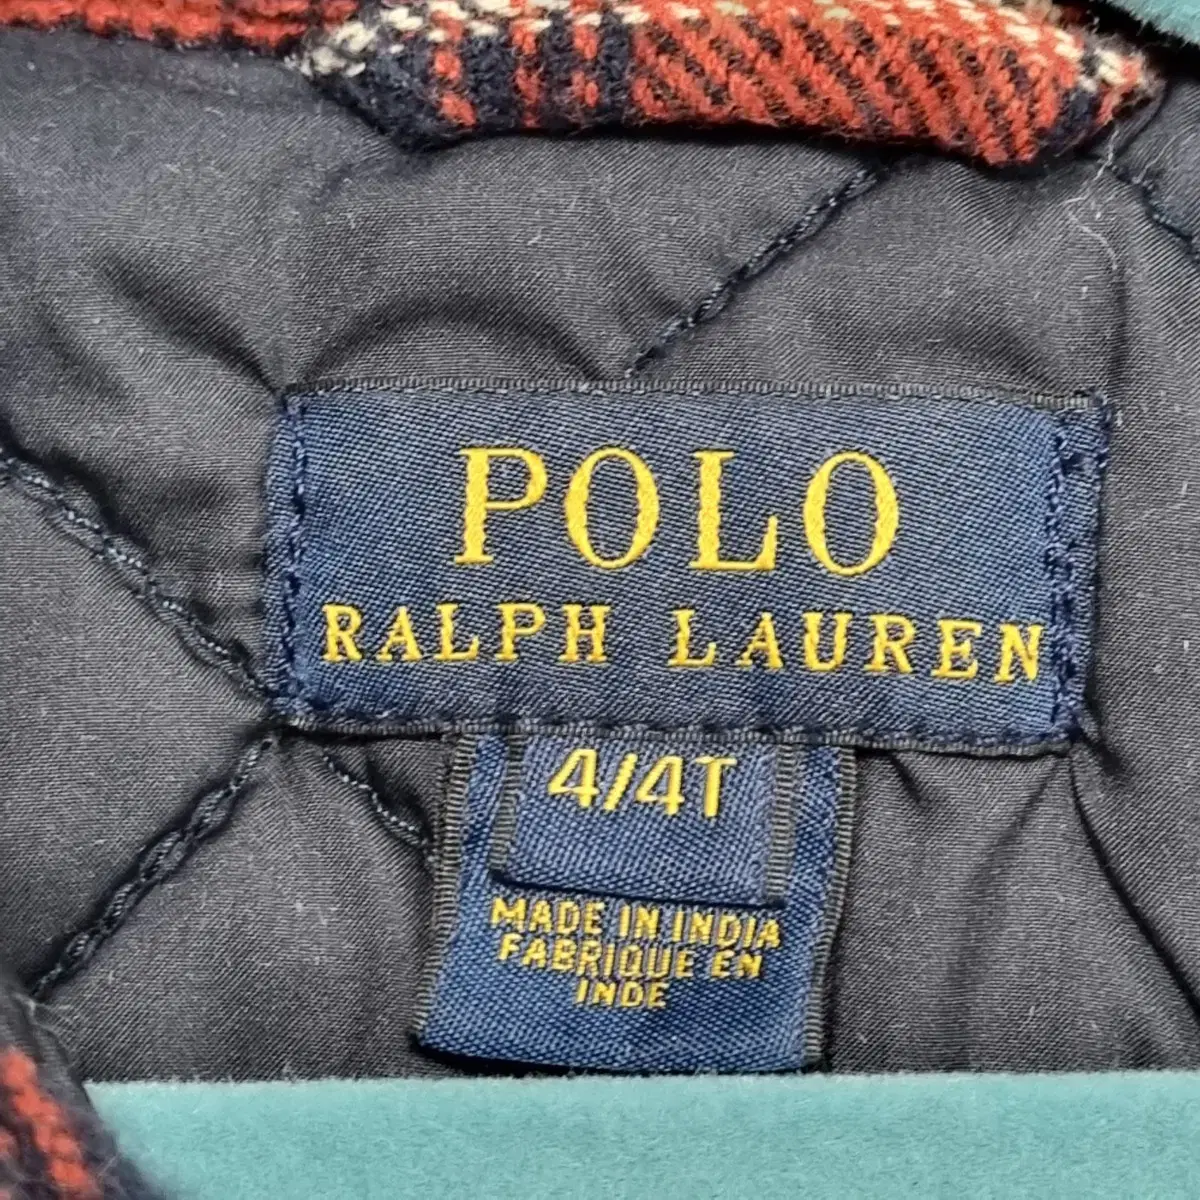 POLO
RALPH LAUREN
4/4T
MADE IN INDIA
FABRIQUE EN
INDE